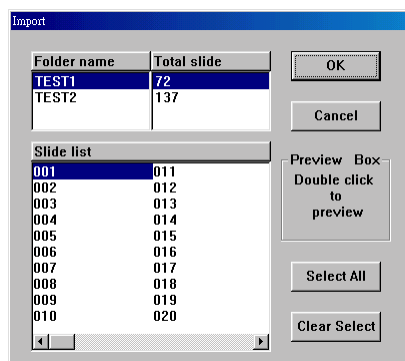 Import
Folder name Total slide
TEST1 72
TEST2 137
OK
Cancel
Slide list
001 011
002 012
003 013
004 014
005 015
006 016
007 017
008 018
009 019
010 020
Preview Box
Double click
to
preview
Select All
Clear Select